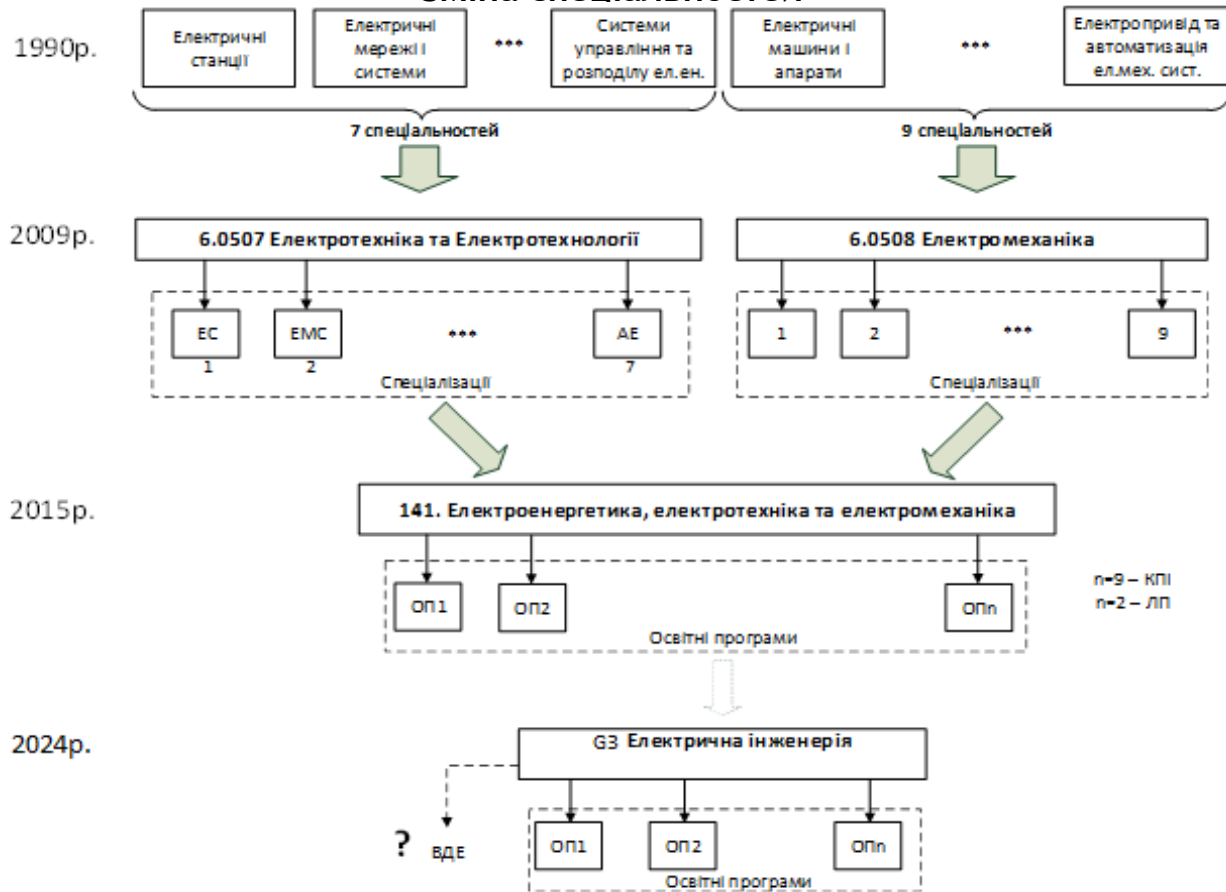 Зміна спеціальностей
1990р.
Електричні
станції
Електричні
мережі і
системи
***
Системи
управління та
розподілу ел.ен.
Електричні
машини і
апарати
***
Електропривід та
автоматизація
ел.мех. сист.
7 спеціальностей
9 спеціальностей
2009р.
6.0507 Електротехніка та Електротехнології
6.0508 Електромеханіка
ЕС
ЕМС
***
АЕ
1
2
7
Спеціалізації
1
2
***
9
Спеціалізації
2015р.
141. Електроенергетика, електротехніка та електромеханіка
ОП1
ОП2
ОПn
Освітні програми
n=9 – КПІ
n=2 – ЛП
2024р.
G3 Електрична інженерія
? ВДЕ
ОП1
ОП2
ОПn
Освітні програми